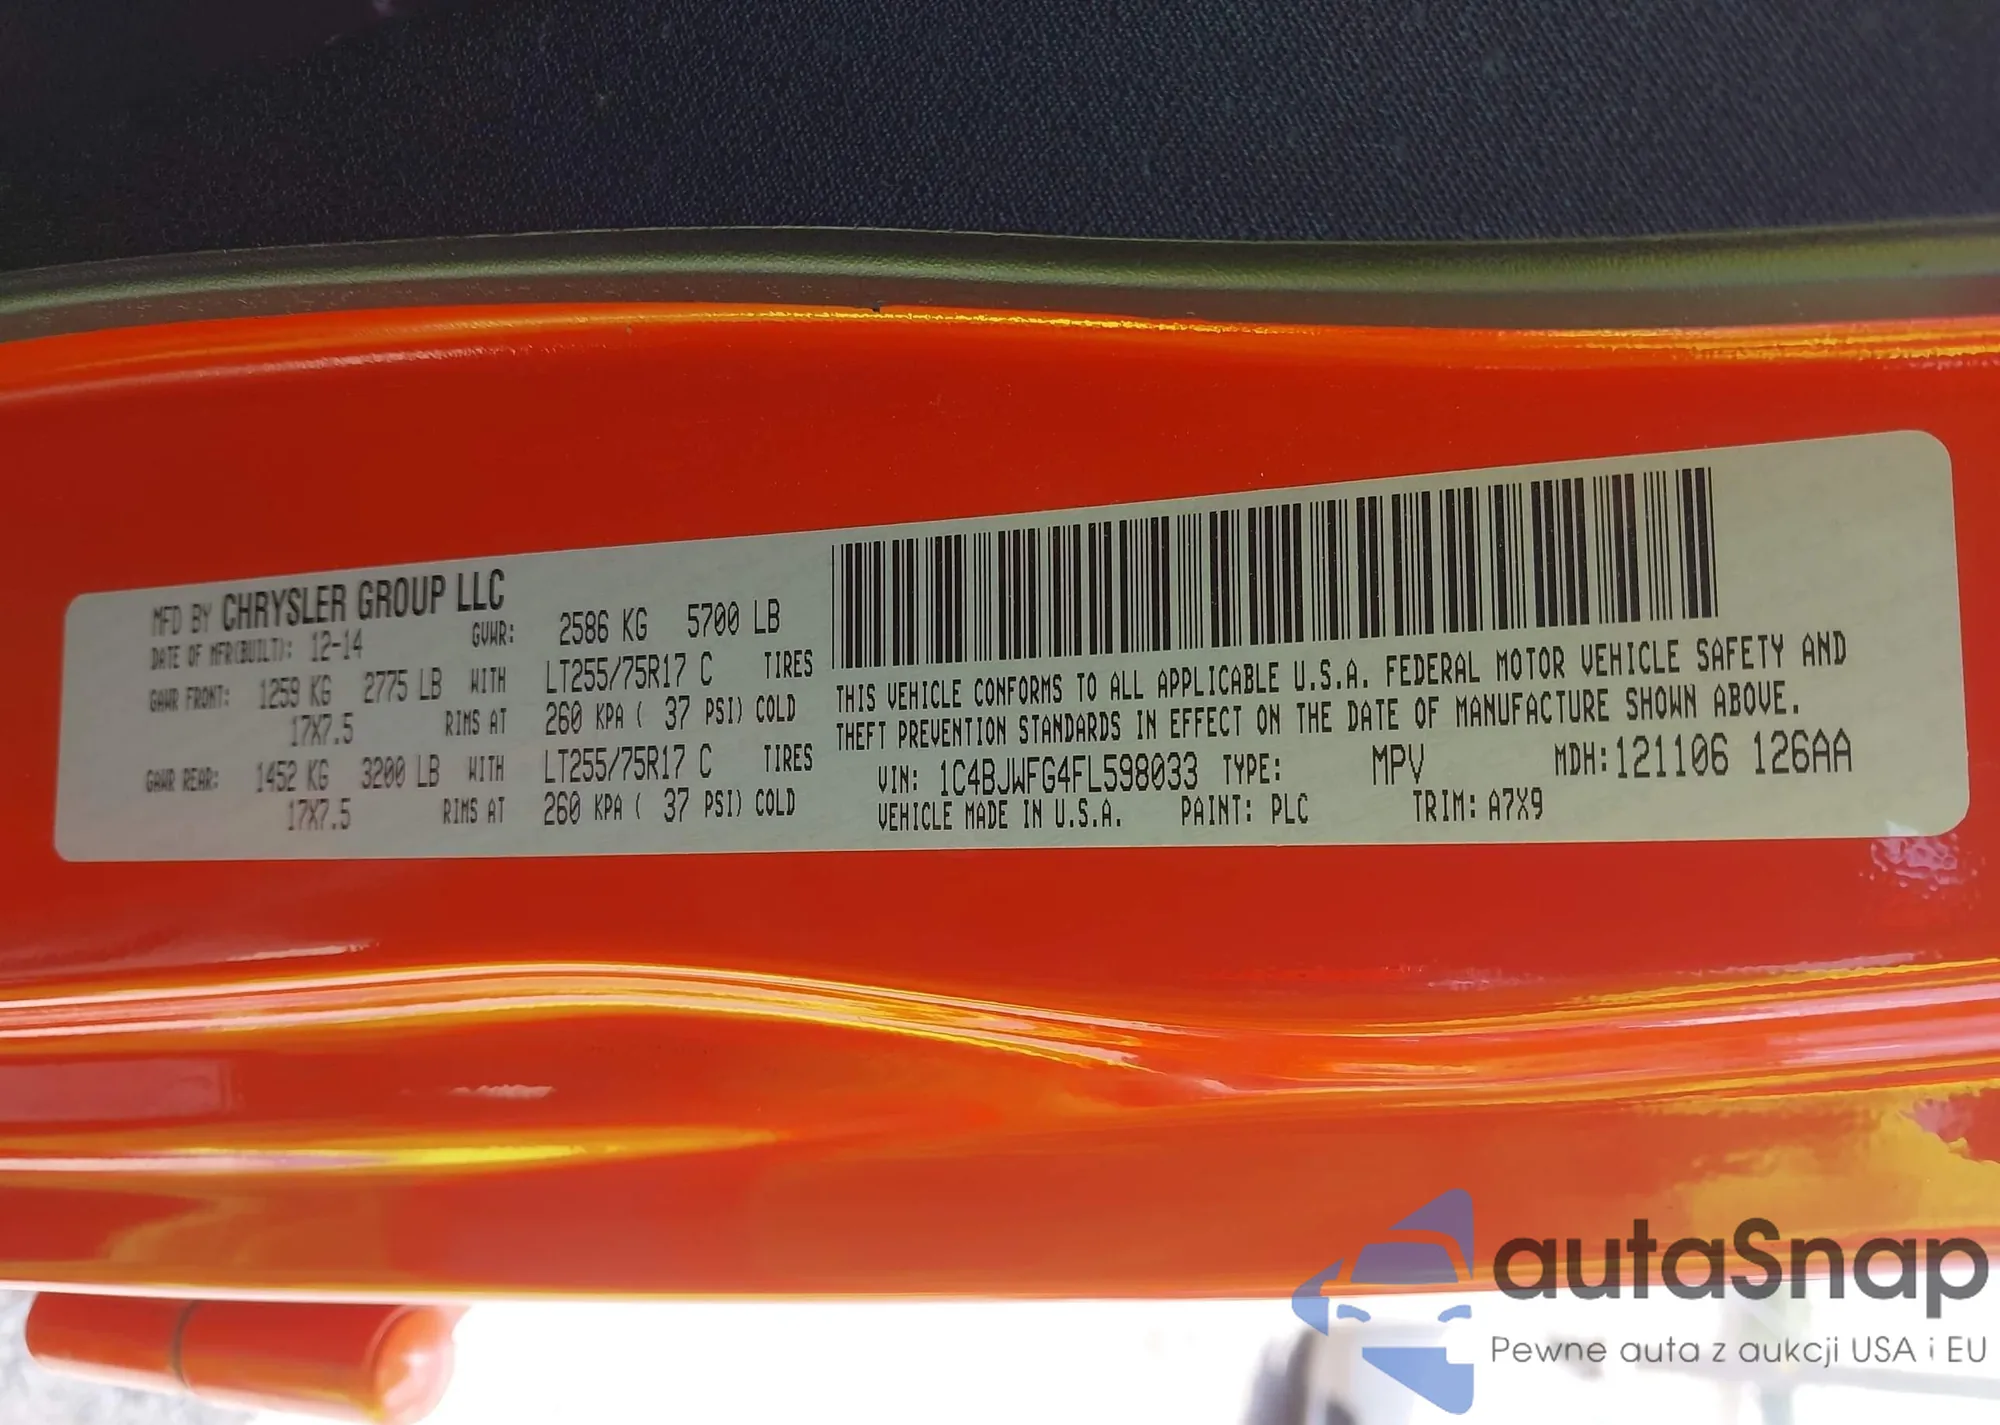 MFD BY CHRYSLER GROUP LLC
DATE OF MFR(BUILT): 12-14 GVWR: 2586 KG 5700 LB
GAWR FRONT: 1259 KG 2775 LB WITH LT255/75R17 C TIRES
17X7.5 RIMS AT 260 KPA ( 37 PSI) COLD
GAWR REAR: 1452 KG 3200 LB WITH LT255/75R17 C TIRES
17X7.5 RIMS AT 260 KPA ( 37 PSI) COLD
THIS VEHICLE CONFORMS TO ALL APPLICABLE U.S.A. FEDERAL MOTOR VEHICLE SAFETY AND
THEFT PREVENTION STANDARDS IN EFFECT ON THE DATE OF MANUFACTURE SHOWN ABOVE.
VIN: 1C4BJWFG4FL598033 TYPE: MPV MDH:121106 126AA
VEHICLE MADE IN U.S.A. PAINT: PLC TRIM: A7X9
autaSnap
Pewne auta z aukcji USA i EU